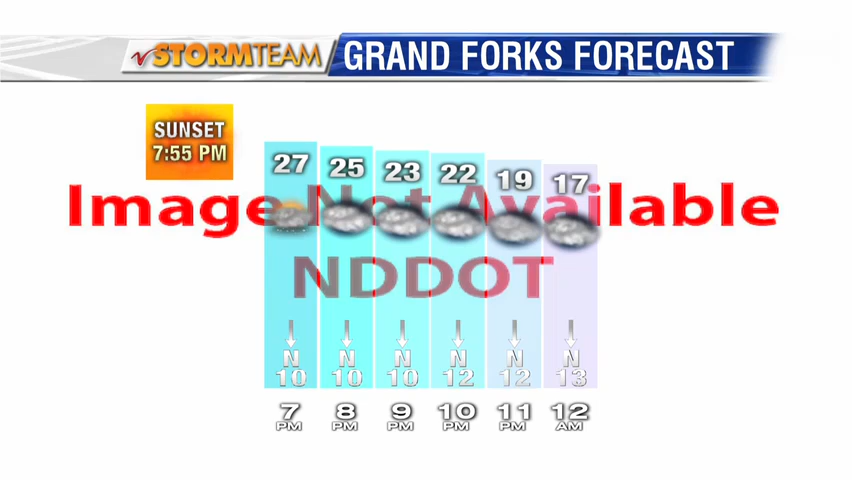 STORMTEAM GRAND FORKS FORECAST
SUNSET
7:55 PM
27 25 23 22 19 17
Image Not Available
NDDOT
N N N N N N
10 10 10 12 12 13
7 8 9 10 11 12
PM PM PM PM PM AM